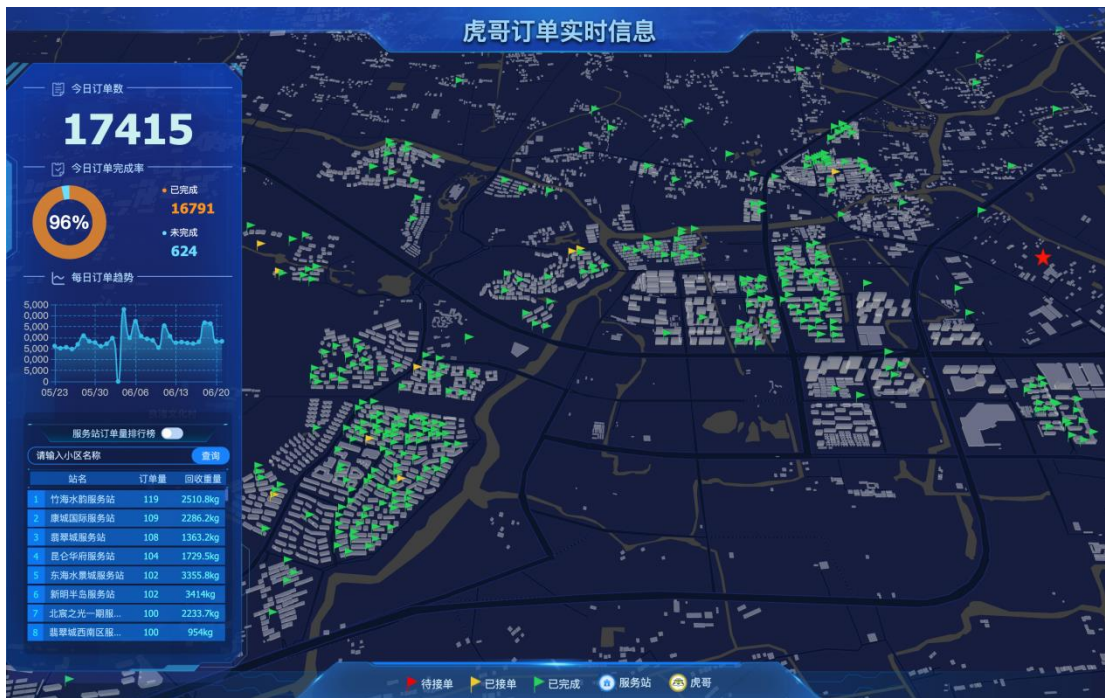 虎哥订单实时信息
今日订单数
17415
今日订单完成率
96%
已完成
16791
未完成
624
每日订单趋势
5,000
0,000
5,000
0,000
5,000
0,000
5,000
0
05/23 05/30 06/06 06/13 06/20
服务站订单量排行榜
请输入小区名称 查询
站名 订单量 回收重量
1 竹海水韵服务站 119 2510.8kg
2 康城国际服务站 109 2286.2kg
3 翡翠城服务站 108 1363.2kg
4 昆仑华府服务站 104 1729.5kg
5 东海水景城服务站 102 3355.8kg
6 新明半岛服务站 102 3414kg
7 北宸之光一期服... 100 2233.7kg
8 翡翠城西南区服... 100 954kg
待接单 已接单 已完成 服务站 虎哥